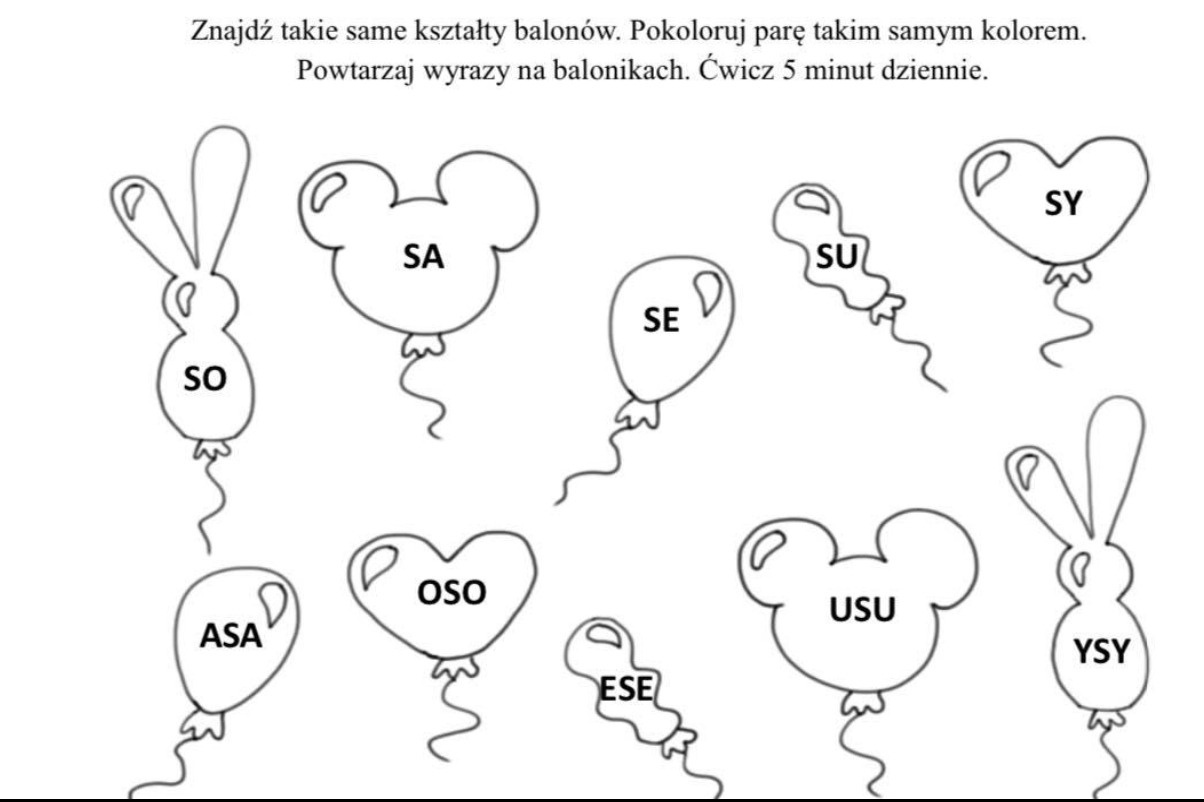 Znajdź takie same kształty balonów. Pokoloruj parę takim samym kolorem.
Powtarzaj wyrazy na balonikach. Ćwicz 5 minut dziennie.
SO
SA
SE
SU
SY
ASA
OSO
ESE
USU
YSY